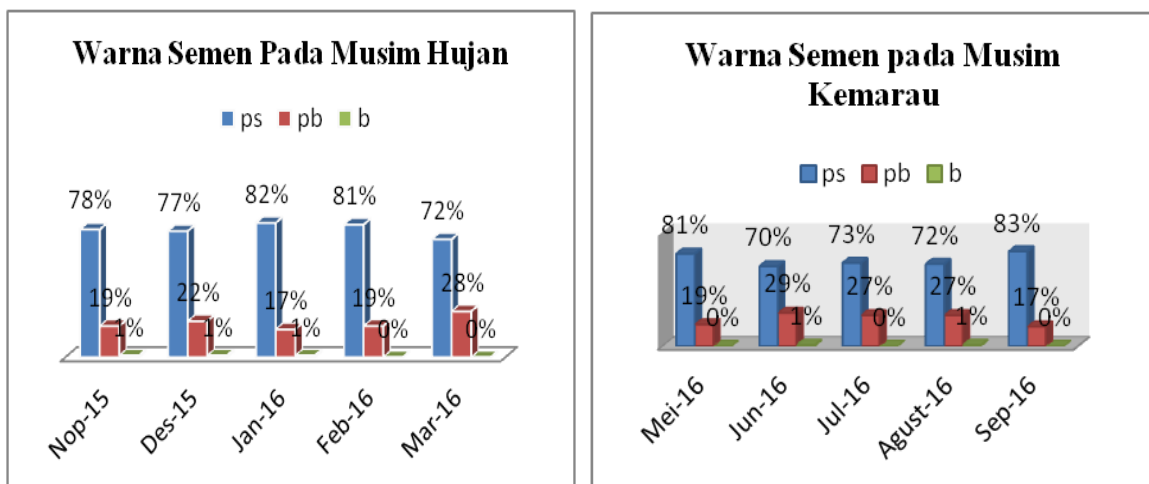 Warna Semen Pada Musim Hujan
ps pb b
78% 77% 82% 81% 72%
19% 22% 17% 19% 28%
1% 1% 1% 0% 0%
Nop-15 Des-15 Jan-16 Feb-16 Mar-16
Warna Semen pada Musim
Kemarau
ps pb b
81% 70% 73% 72% 83%
19% 29% 27% 27% 17%
0% 1% 0% 1% 0%
Mei-16 Jun-16 Jul-16 Agust-16 Sep-16